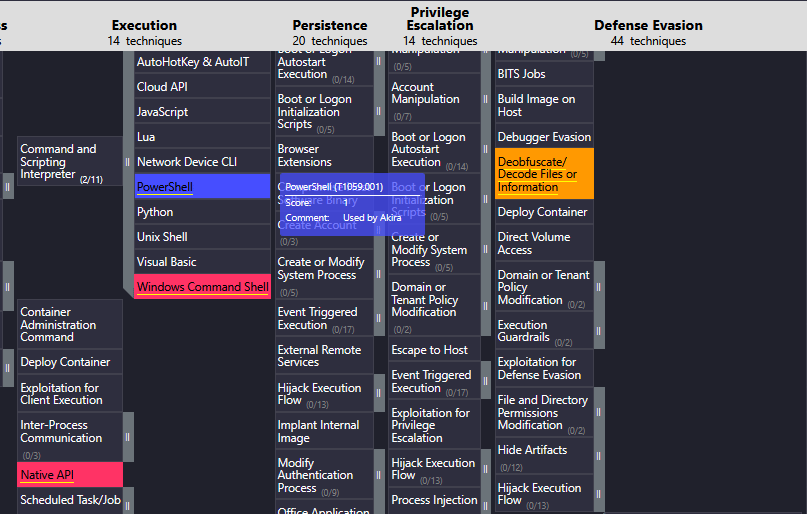 s
Execution
14 techniques
Persistence
20 techniques
Privilege
Escalation
14 techniques
Defense Evasion
44 techniques
Command and
Scripting
Interpreter (2/11)
AutoHotKey & AutoIT
Cloud API
JavaScript
Lua
Network Device CLI
PowerShell
Python
Unix Shell
Visual Basic
Windows Command Shell
Container
Administration
Command
Deploy Container
Exploitation for
Client Execution
Inter-Process
Communication
(0/3)
Native API
Scheduled Task/Job
Boot or Logon
Autostart
Execution (0/14)
Boot or Logon
Initialization
Scripts (0/5)
Browser
Extensions
Software Binary
Create Account
(0/3)
Create or Modify
System Process
(0/5)
Event Triggered
Execution (0/17)
External Remote
Services
Hijack Execution
Flow (0/13)
Implant Internal
Image
Modify
Authentication
Process (0/9)
Office Application
PowerShell (T1059.001)
Score: 1
Comment: Used by Akira
Manipulation
(0/5)
Account
Manipulation
(0/7)
Boot or Logon
Autostart
Execution (0/14)
Boot or Logon
Initialization
Scripts (0/5)
Create or
Modify System
Process (0/5)
Domain or
Tenant Policy
Modification
(0/2)
Escape to Host
Event Triggered
Execution (0/17)
Exploitation for
Privilege
Escalation
Hijack Execution
Flow (0/13)
Process Injection
Manipulation (0/5)
BITS Jobs
Build Image on
Host
Debugger Evasion
Deobfuscate/
Decode Files or
Information
Deploy Container
Direct Volume
Access
Domain or Tenant
Policy
Modification (0/2)
Execution
Guardrails (0/2)
Exploitation for
Defense Evasion
File and Directory
Permissions
Modification (0/2)
Hide Artifacts
(0/12)
Hijack Execution
Flow (0/13)